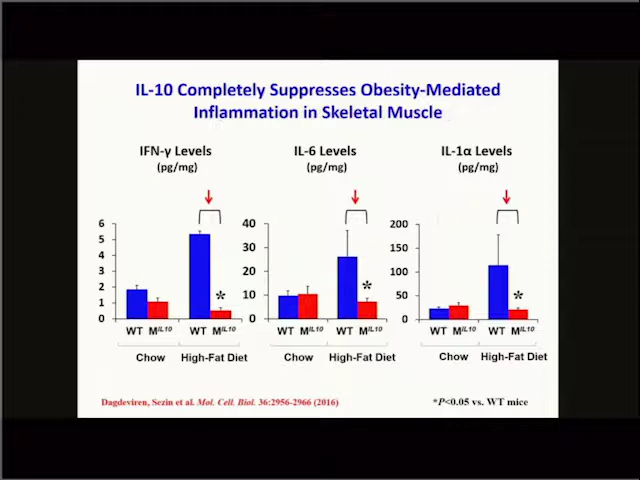 IL-10 Completely Suppresses Obesity-Mediated
Inflammation in Skeletal Muscle
IFN-γ Levels
(pg/mg)
6
5
4
3
2
1
0
*
WT M^IL10 WT M^IL10
Chow High-Fat Diet
IL-6 Levels
(pg/mg)
40
30
20
10
0
*
WT M^IL10 WT M^IL10
Chow High-Fat Diet
IL-1α Levels
(pg/mg)
200
150
100
50
0
*
WT M^IL10 WT M^IL10
Chow High-Fat Diet
Dagdeviren, Sezin et al. Mol. Cell. Biol. 36:2956-2966 (2016)
*P<0.05 vs. WT mice